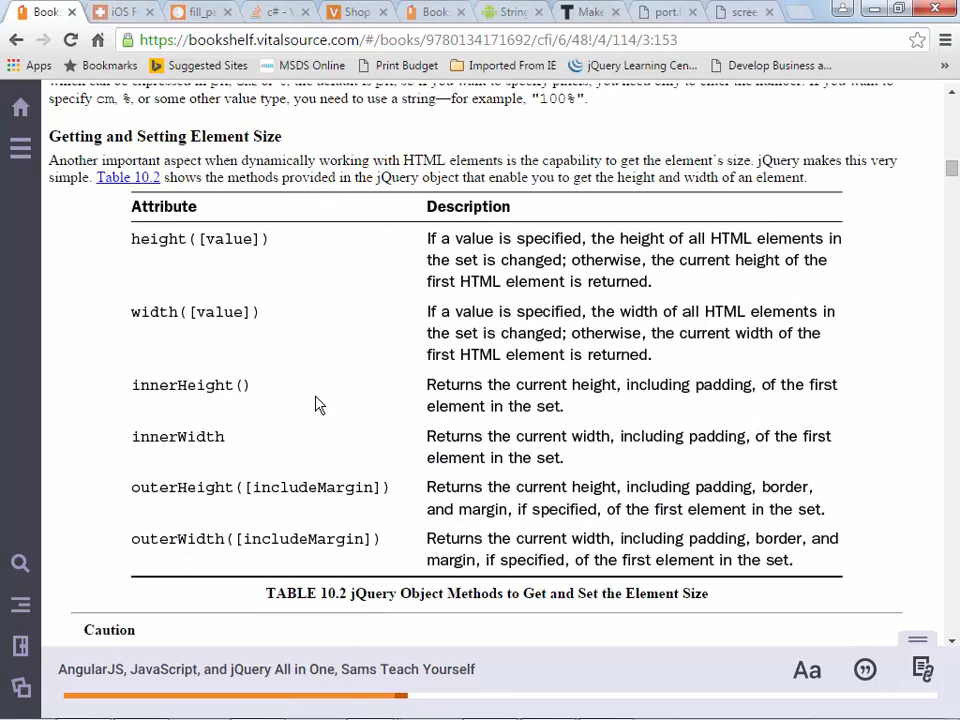 Book:
iOS F
fill_pa
c# - V
Shop
Book:
String
Make
port.l
scree
https://bookshelf.vitalsource.com/#/books/9780134171692/cfi/6/48!/4/114/3:153
Apps Bookmarks Suggested Sites MSDS Online Print Budget Imported From IE jQuery Learning Cen... Develop Business a... »
specify cm, %, or some other value type, you need to use a string—for example, "100%".
Getting and Setting Element Size
Another important aspect when dynamically working with HTML elements is the capability to get the element's size. jQuery makes this very
simple. Table 10.2 shows the methods provided in the jQuery object that enable you to get the height and width of an element.
Attribute Description
height([value]) If a value is specified, the height of all HTML elements in
the set is changed; otherwise, the current height of the
first HTML element is returned.
width([value]) If a value is specified, the width of all HTML elements in
the set is changed; otherwise, the current width of the
first HTML element is returned.
innerHeight() Returns the current height, including padding, of the first
element in the set.
innerWidth Returns the current width, including padding, of the first
element in the set.
outerHeight([includeMargin]) Returns the current height, including padding, border,
and margin, if specified, of the first element in the set.
outerWidth([includeMargin]) Returns the current width, including padding, border, and
margin, if specified, of the first element in the set.
TABLE 10.2 jQuery Object Methods to Get and Set the Element Size
Caution
AngularJS, JavaScript, and jQuery All in One, Sams Teach Yourself
Aa